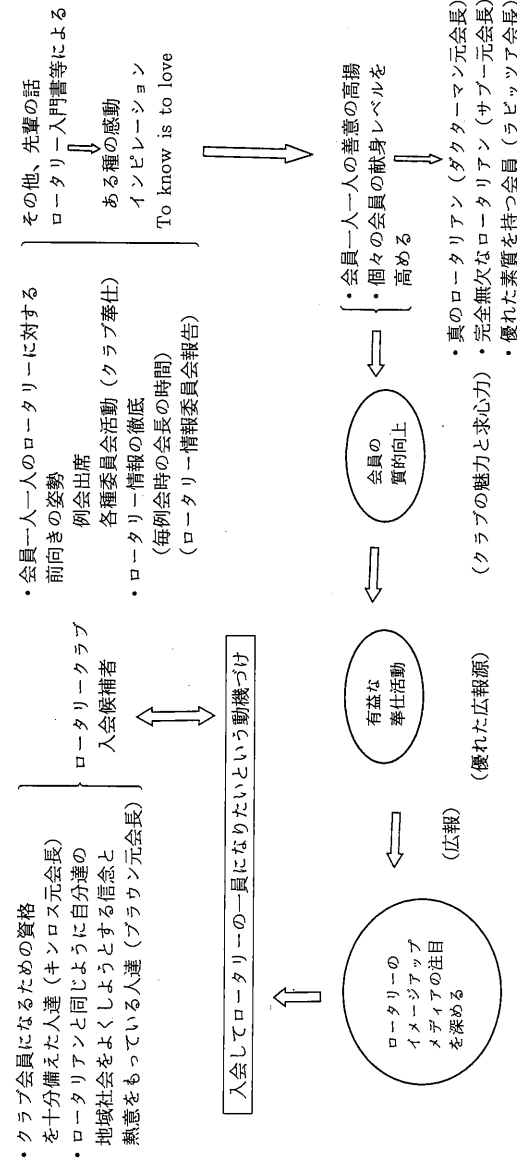 ・クラブ会員になるための資格
を十分備えた人達（キンロス元会長）
・ロータリアンと同じように自分達の
地域社会をよくしようとする信念と
熱意をもっている人達（ブラウン元会長）
ロータリークラブ
入会候補者
・会員一人一人のロータリーに対する
前向きの姿勢
例会出席
各種委員会活動（クラブ奉仕）
・ロータリー情報の徹底
（毎例会時の会長の時間）
（ロータリー情報委員会報告）
その他、先輩の話
ロータリー入門書等による
ある種の感動
インピレーション
To know is to love
入会してロータリーの一員になりたいという動機づけ
ロータリーの
イメージアップ
メディアの注目
を深める
（広報）
有益な
奉仕活動
（優れた広報源）
会員の
質的向上
（クラブの魅力と求心力）
・会員一人一人の善意の高揚
・個々の会員の献身レベルを
高める
・真のロータリアン（ダクターマン元会長）
・完全無欠なロータリアン（サブー元会長）
・優れた素質を持つ会員（ラビッツア会長）